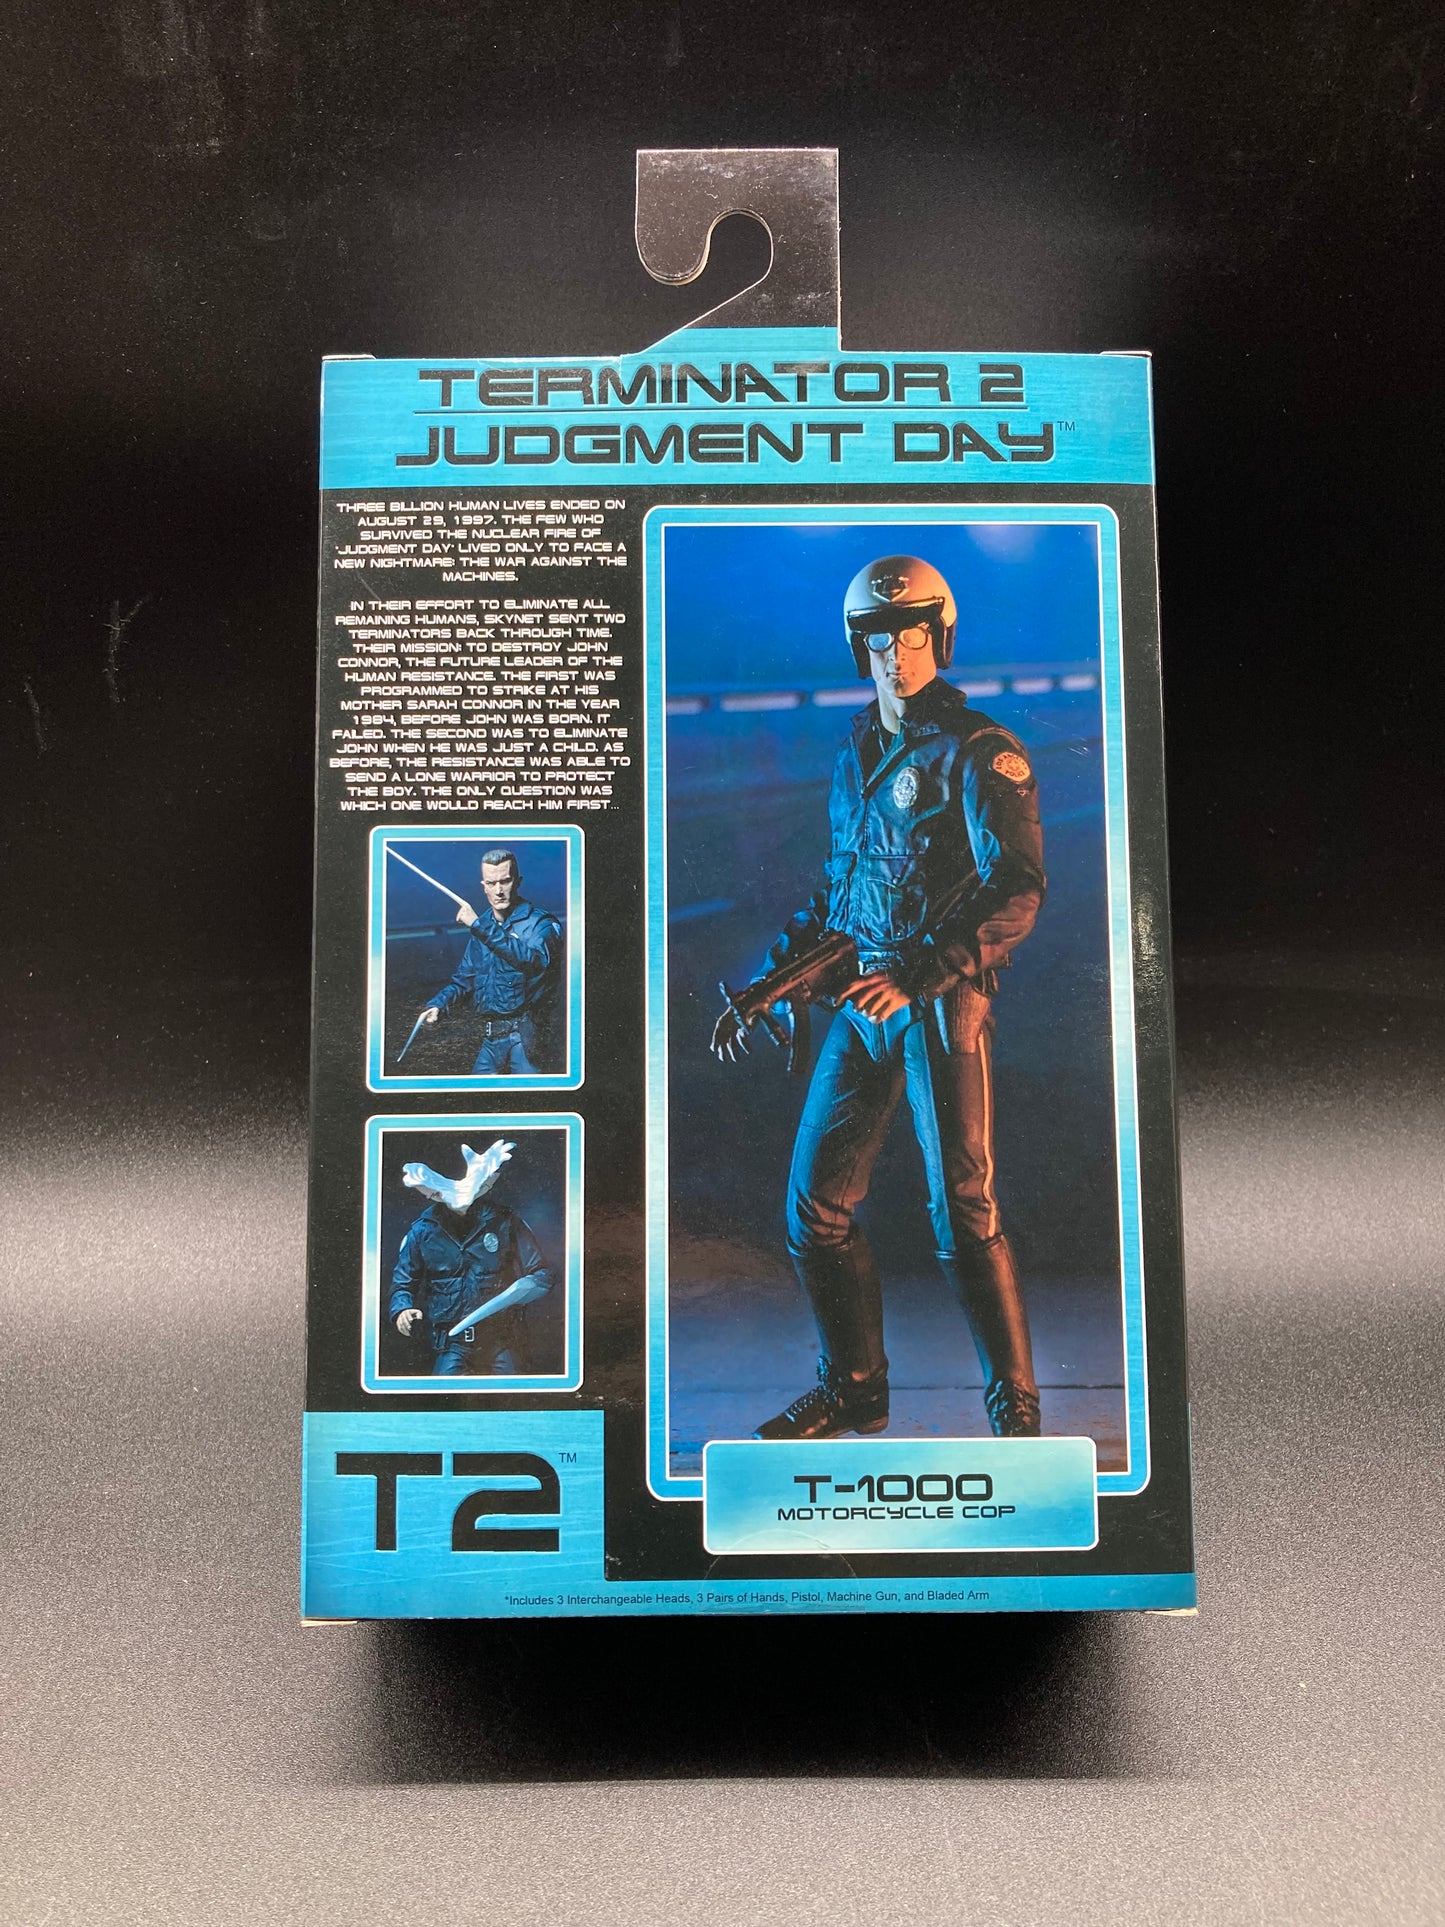 TERMINATOR 2
JUDGMENT DAY™
THREE BILLION HUMAN LIVES ENDED ON
AUGUST 29, 1997. THE FEW WHO
SURVIVED THE NUCLEAR FIRE OF
'JUDGMENT DAY' LIVED ONLY TO FACE A
NEW NIGHTMARE: THE WAR AGAINST THE
MACHINES.
IN THEIR EFFORT TO ELIMINATE ALL
REMAINING HUMANS, SKYNET SENT TWO
TERMINATORS BACK THROUGH TIME.
THEIR MISSION: TO DESTROY JOHN
CONNOR, THE FUTURE LEADER OF THE
HUMAN RESISTANCE. THE FIRST WAS
PROGRAMMED TO STRIKE AT HIS
MOTHER SARAH CONNOR IN THE YEAR
1984, BEFORE JOHN WAS BORN. IT
FAILED. THE SECOND WAS TO ELIMINATE
JOHN WHEN HE WAS JUST A CHILD. AS
BEFORE, THE RESISTANCE WAS ABLE TO
SEND A LONE WARRIOR TO PROTECT
THE BOY. THE ONLY QUESTION WAS
WHICH ONE WOULD REACH HIM FIRST...
T2™
T-1000
MOTORCYCLE COP
*Includes 3 Interchangeable Heads, 3 Pairs of Hands, Pistol, Machine Gun, and Bladed Arm